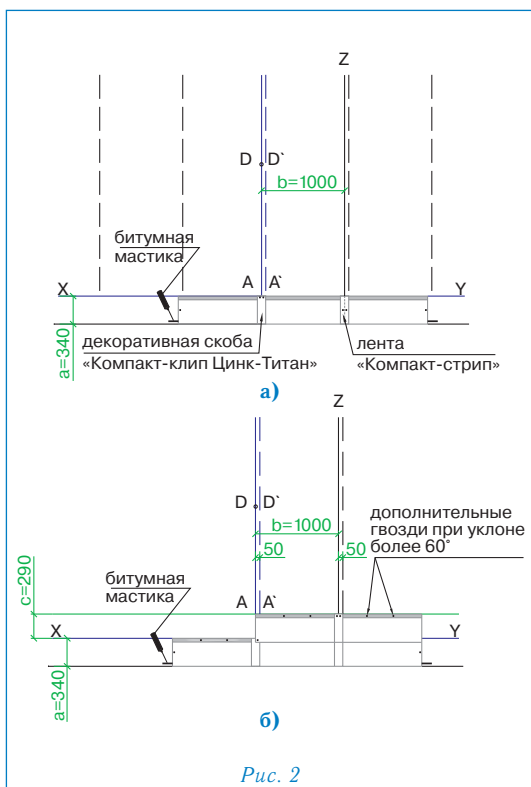 Z
D D`
b=1000
битумная
мастика
X
A A`
Y
a=340
декоративная скоба
«Компакт-клип Цинк-Титан»
лента
«Компакт-стрип»
а)
Z
D D`
b=1000
50
50
дополнительные
гвозди при уклоне
более 60°
битумная
мастика
c=290
A A`
X
Y
a=340
б)
Рис. 2